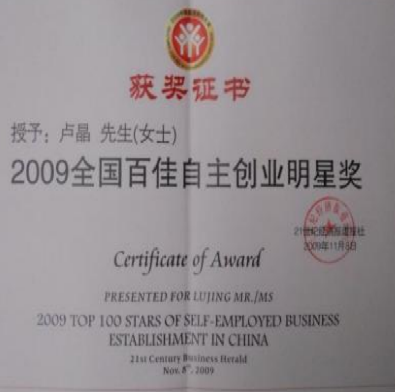 获奖证书
授予：卢晶 先生(女士)
2009全国百佳自主创业明星奖
21世纪经济报道社
2009年11月8日
Certificate of Award
PRESENTED FOR LUJING MR./MS
2009 TOP 100 STARS OF SELF-EMPLOYED BUSINESS
ESTABLISHMENT IN CHINA
21st Century Business Herald
Nov. 8th, 2009